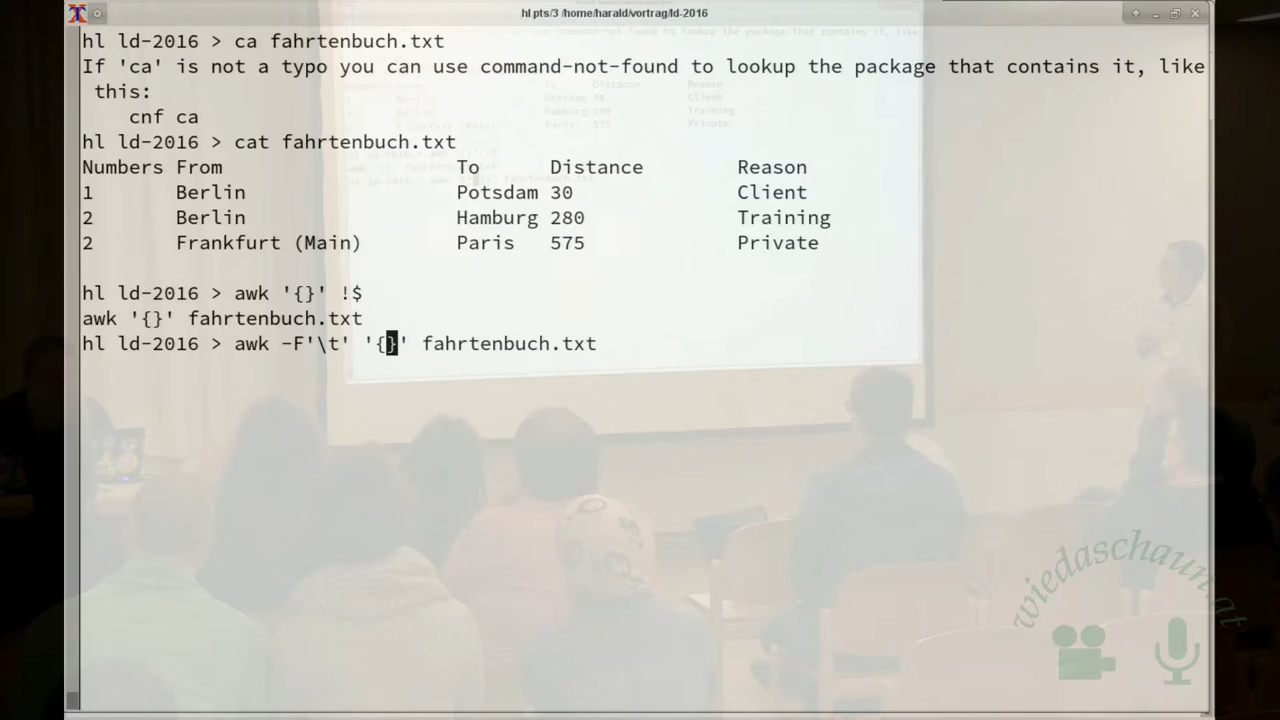 hl pts/3 /home/harald/vortrag/ld-2016
hl ld-2016 > ca fahrtenbuch.txt
If 'ca' is not a typo you can use command-not-found to lookup the package that contains it, like
this:
cnf ca
hl ld-2016 > cat fahrtenbuch.txt
Numbers From To Distance Reason
1 Berlin Potsdam 30 Client
2 Berlin Hamburg 280 Training
2 Frankfurt (Main) Paris 575 Private
hl ld-2016 > awk '{}' !$
awk '{}' fahrtenbuch.txt
hl ld-2016 > awk -F'\t' '{}' fahrtenbuch.txt
wiedaschaun.at